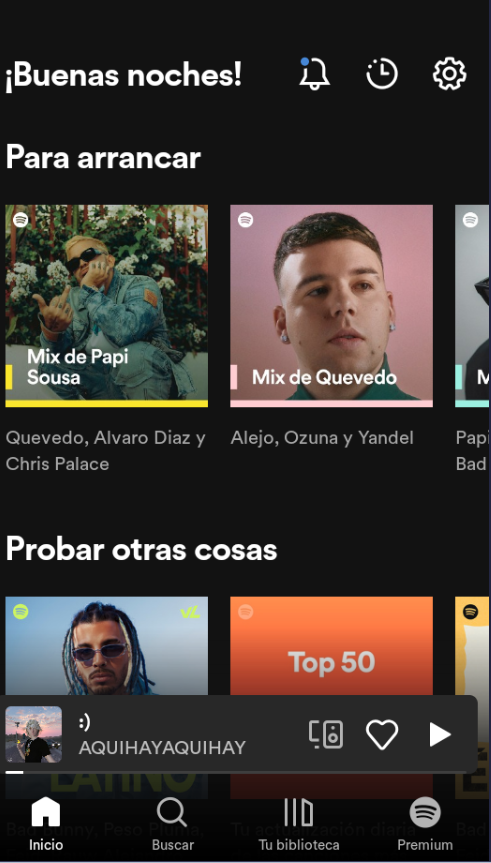 ¡Buenas noches!
Para arrancar
Mix de Papi
Sousa
Mix de Quevedo
M
Quevedo, Alvaro Diaz y
Chris Palace
Alejo, Ozuna y Yandel
Papi
Bad
Probar otras cosas
VL
Top 50
:)
AQUIHAYAQUIHAY
LATINO
Bad Bunny, Peso Pluma,
Tu actualización diaria
Bad
Inicio
Buscar
Tu biblioteca
Premium